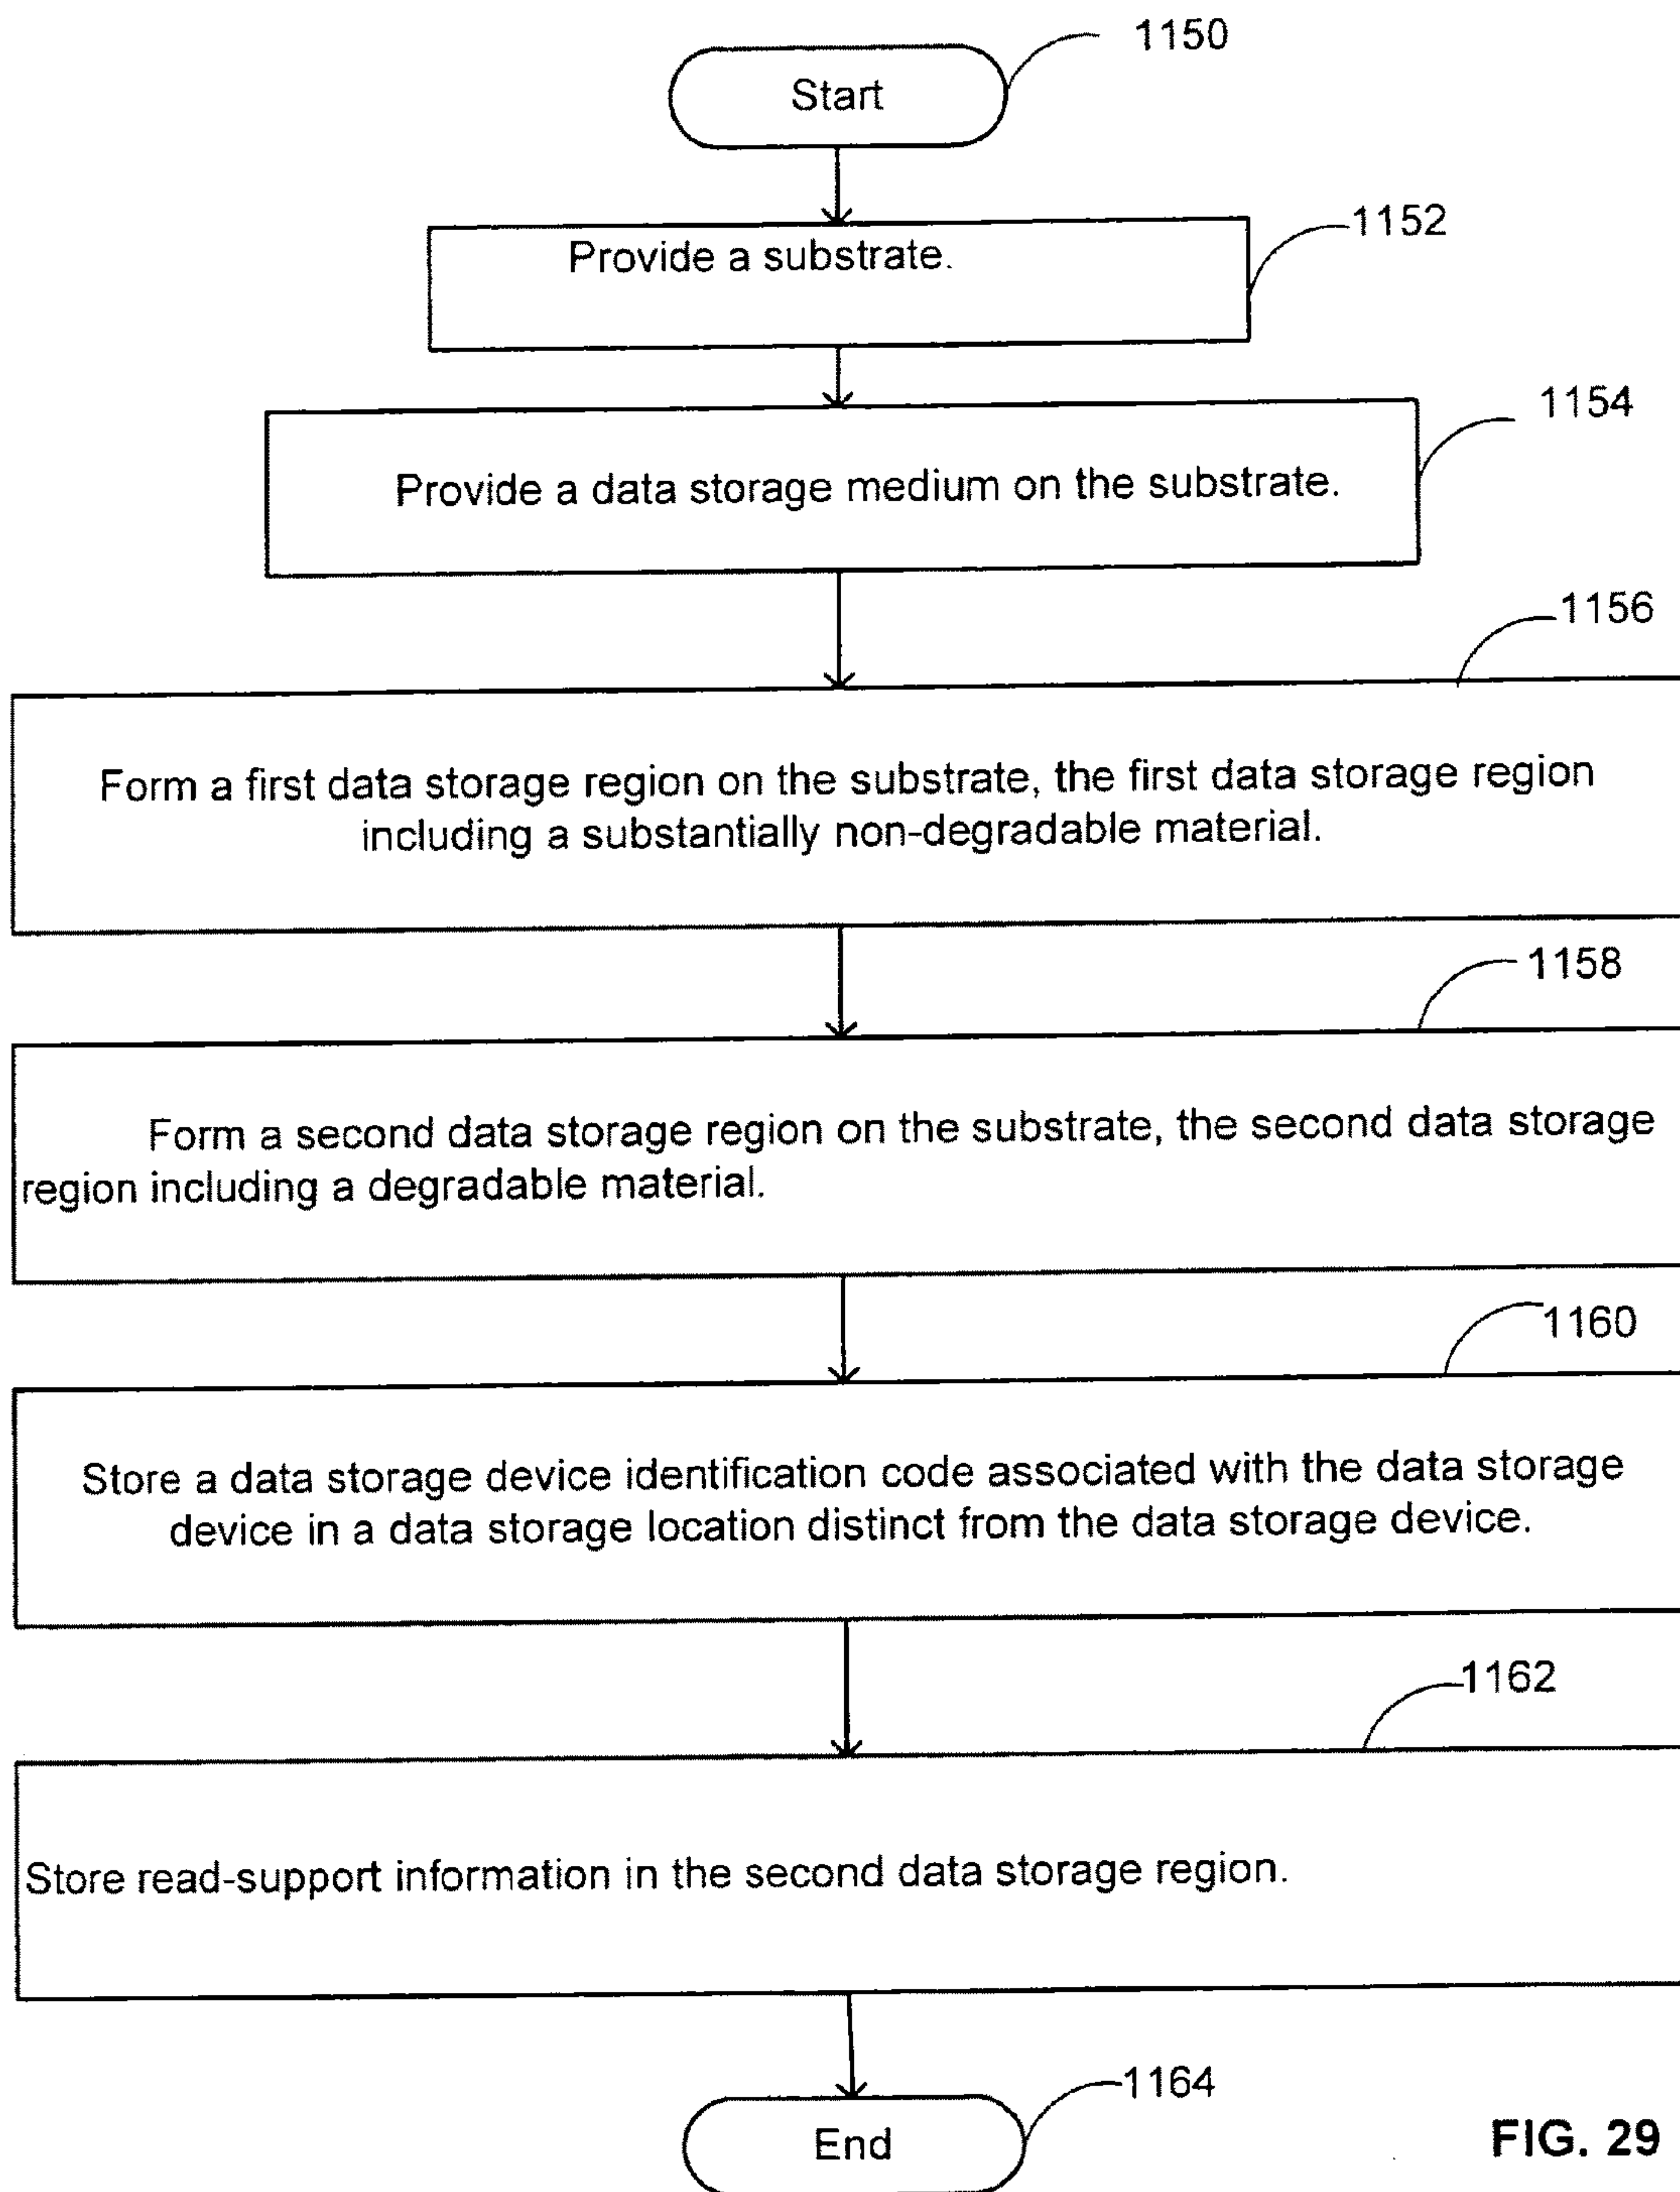 1150
Start
1152
Provide a substrate.
1154
Provide a data storage medium on the substrate.
1156
Form a first data storage region on the substrate, the first data storage region
including a substantially non-degradable material.
1158
Form a second data storage region on the substrate, the second data storage
region including a degradable material.
1160
Store a data storage device identification code associated with the data storage
device in a data storage location distinct from the data storage device.
1162
Store read-support information in the second data storage region.
1164
End
FIG. 29